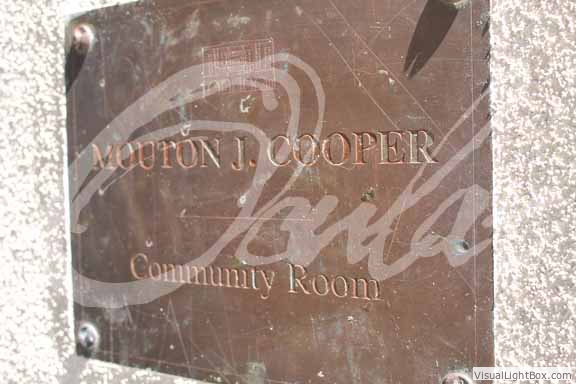 MOUTON J. COOPER
Community Room
VisualLightBox.com